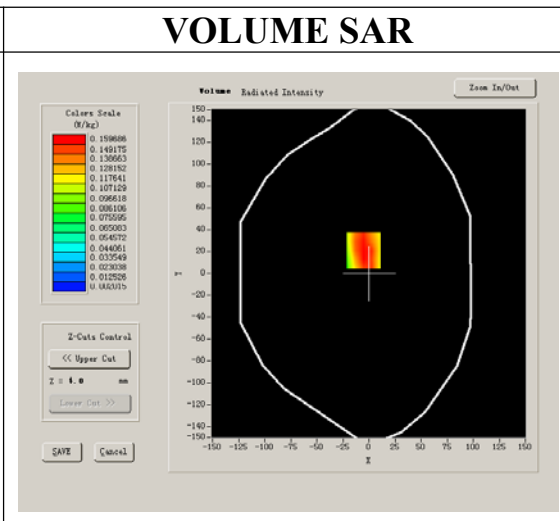 VOLUME SAR
Volume Radiated Intensity
Zoom In/Out
Colors Scale
(W/kg)
0.159686
0.149175
0.138663
0.128152
0.117641
0.107129
0.096618
0.086106
0.075595
0.065083
0.054572
0.044061
0.033549
0.023038
0.012526
0.002015
150
140
120
100
80
60
40
20
0
-20
-40
-60
-80
-100
-120
-140
-150
Y
-150 -125 -100 -75 -50 -25 0 25 50 75 100 125 150
X
Z-Cuts Control
<< Upper Cut
Z = 4.0 mm
Lower Cut >>
SAVE
Cancel